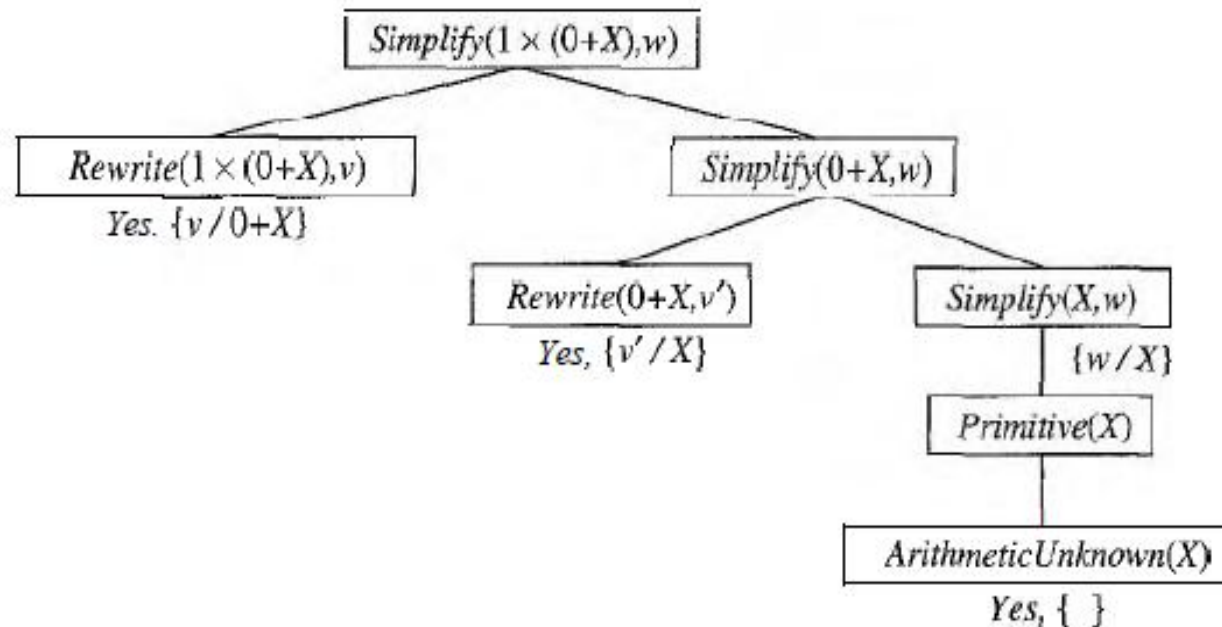 Simplify(1 × (0+X),w)
Rewrite(1 × (0+X),v)
Simplify(0+X,w)
Yes. {v / 0+X}
Rewrite(0+X,v′)
Simplify(X,w)
Yes, {v′ / X}
{w / X}
Primitive(X)
ArithmeticUnknown(X)
Yes, { }